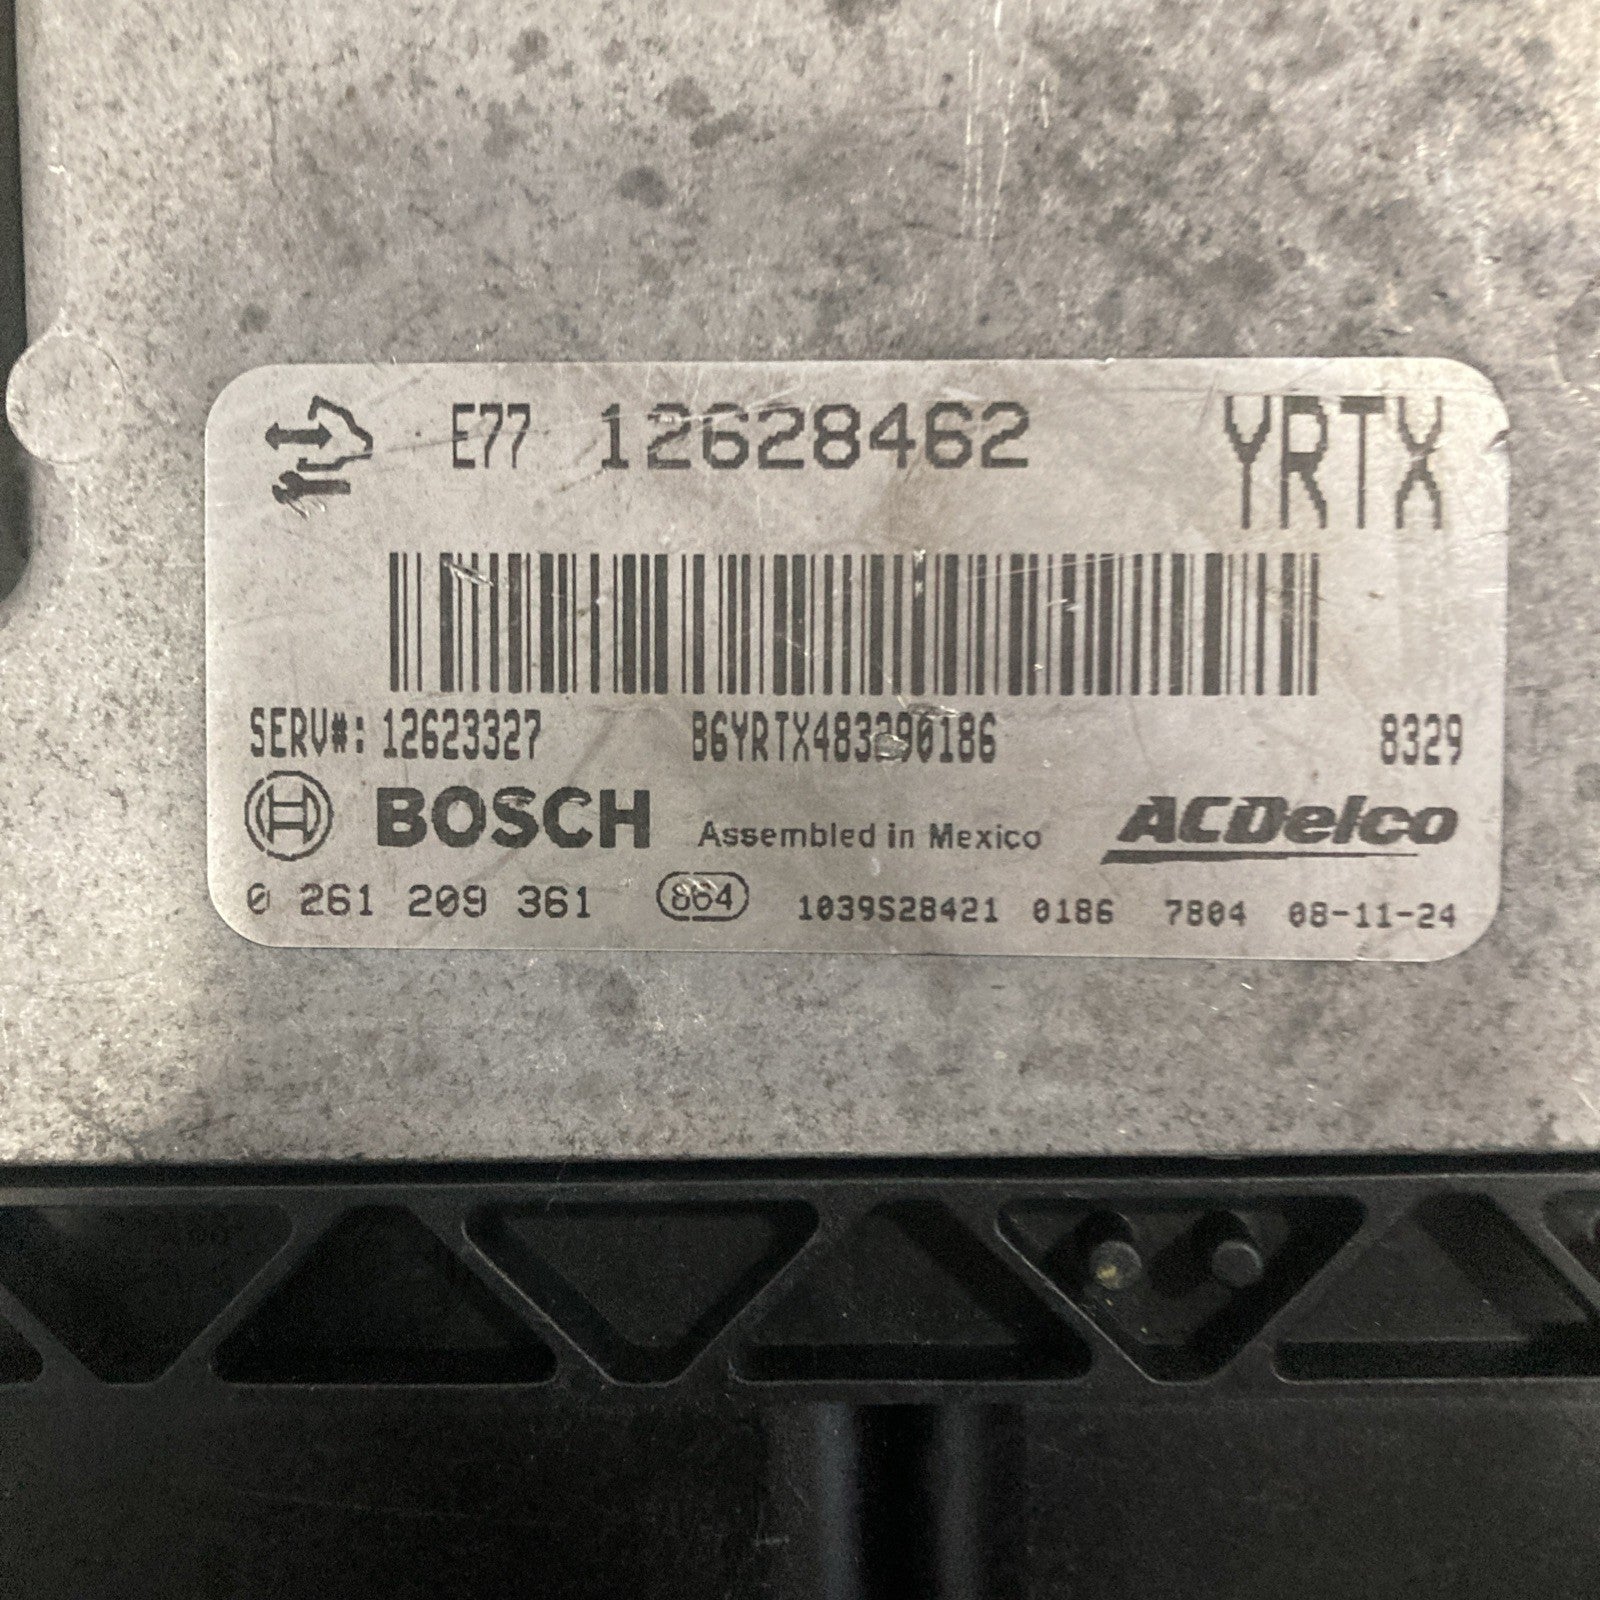 E77 12628462 YRTX
SERV#: 12623327 B6YRTX483290186 8329
BOSCH Assembled in Mexico ACDelco
0 261 209 361 864 1039S28421 0186 7804 08-11-24